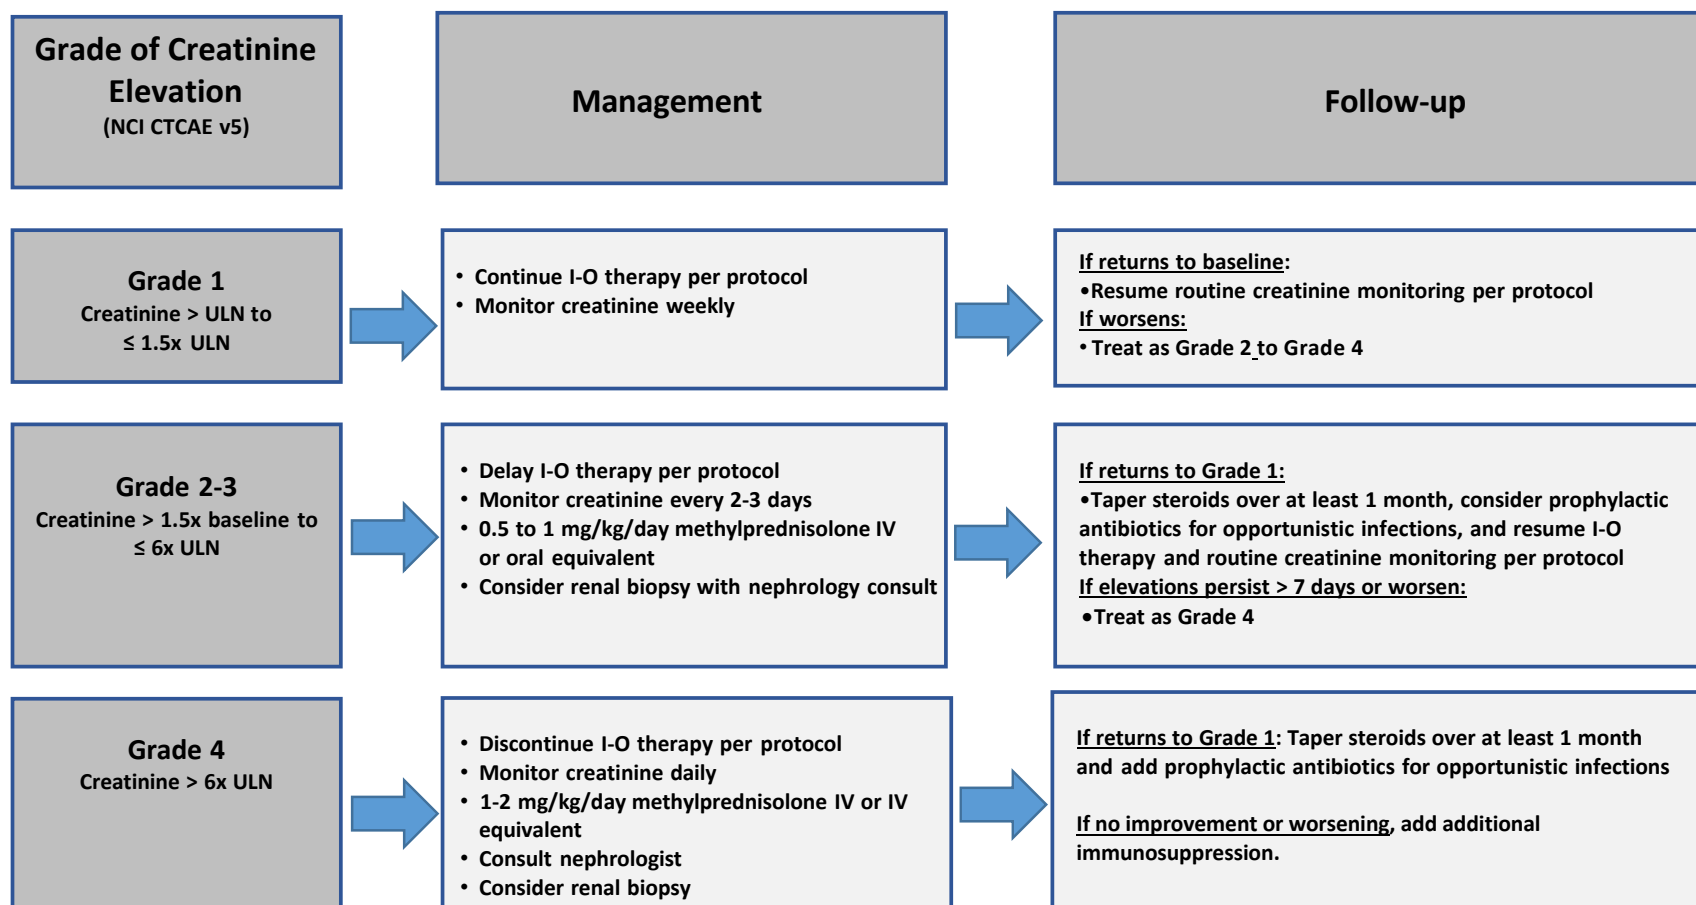 Grade of Creatinine
Elevation
(NCI CTCAE v5)
Management
Follow-up
Grade 1
Creatinine > ULN to
≤ 1.5x ULN
• Continue I-O therapy per protocol
• Monitor creatinine weekly
If returns to baseline:
•Resume routine creatinine monitoring per protocol
If worsens:
• Treat as Grade 2 to Grade 4
Grade 2-3
Creatinine > 1.5x baseline to
≤ 6x ULN
• Delay I-O therapy per protocol
• Monitor creatinine every 2-3 days
• 0.5 to 1 mg/kg/day methylprednisolone IV
or oral equivalent
• Consider renal biopsy with nephrology consult
If returns to Grade 1:
•Taper steroids over at least 1 month, consider prophylactic
antibiotics for opportunistic infections, and resume I-O
therapy and routine creatinine monitoring per protocol
If elevations persist > 7 days or worsen:
•Treat as Grade 4
Grade 4
Creatinine > 6x ULN
• Discontinue I-O therapy per protocol
• Monitor creatinine daily
• 1-2 mg/kg/day methylprednisolone IV or IV
equivalent
• Consult nephrologist
• Consider renal biopsy
If returns to Grade 1: Taper steroids over at least 1 month
and add prophylactic antibiotics for opportunistic infections
If no improvement or worsening, add additional
immunosuppression.